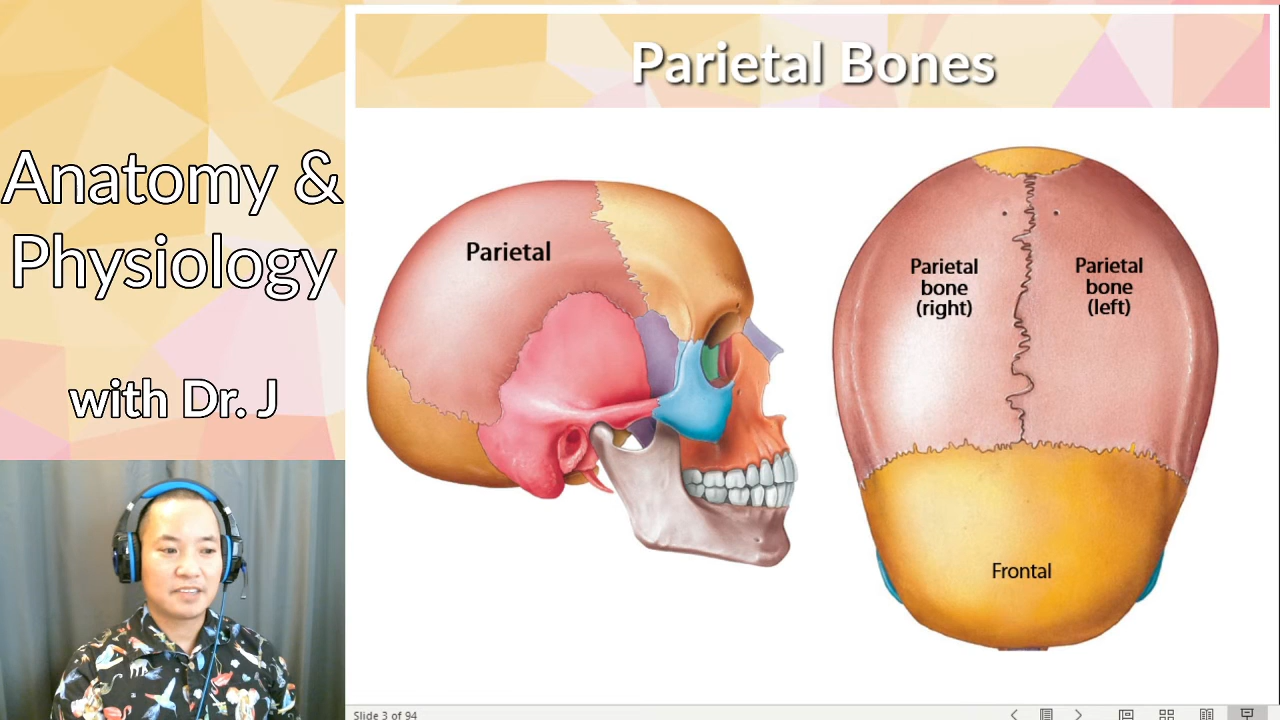 Anatomy &
Physiology
with Dr. J
Parietal Bones
Parietal
Parietal
bone
(right)
Parietal
bone
(left)
Frontal
Slide 3 of 94